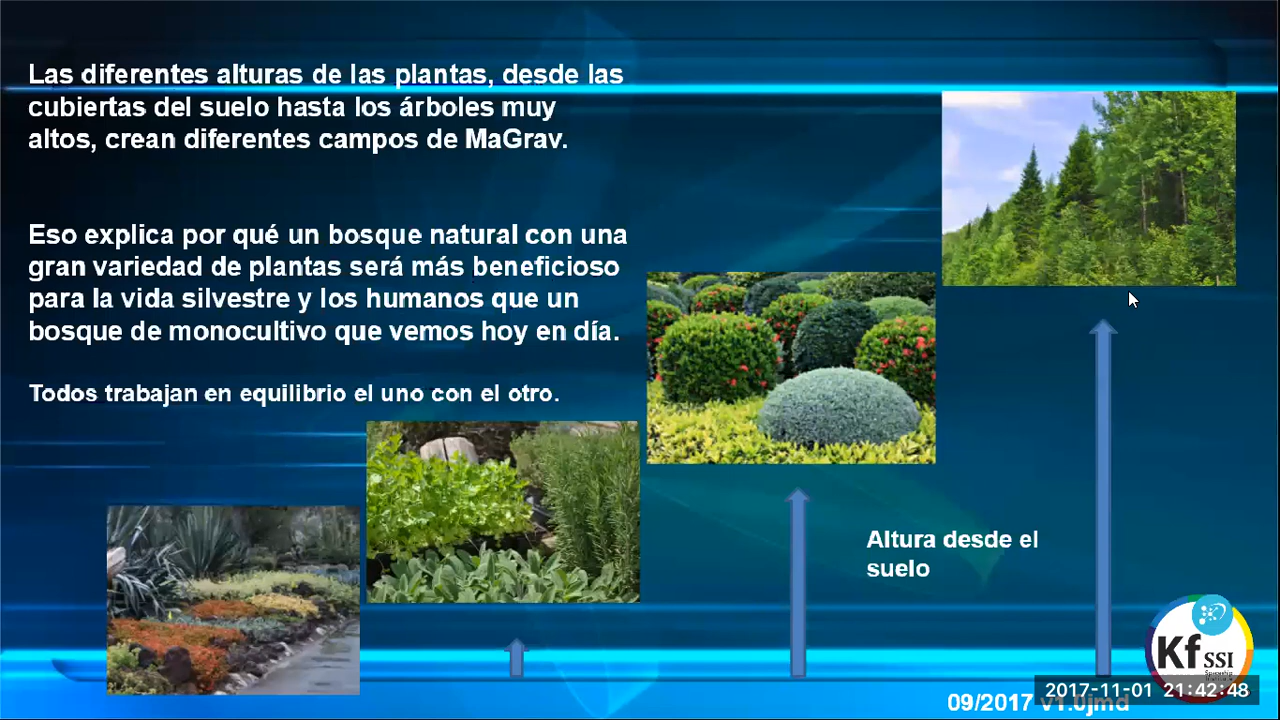 Las diferentes alturas de las plantas, desde las
cubiertas del suelo hasta los árboles muy
altos, crean diferentes campos de MaGrav.
Eso explica por qué un bosque natural con una
gran variedad de plantas será más beneficioso
para la vida silvestre y los humanos que un
bosque de monocultivo que vemos hoy en día.
Todos trabajan en equilibrio el uno con el otro.
Altura desde el
suelo
Kf SSI
2017-11-01 21:42:48
09/2017 v1.0jmd